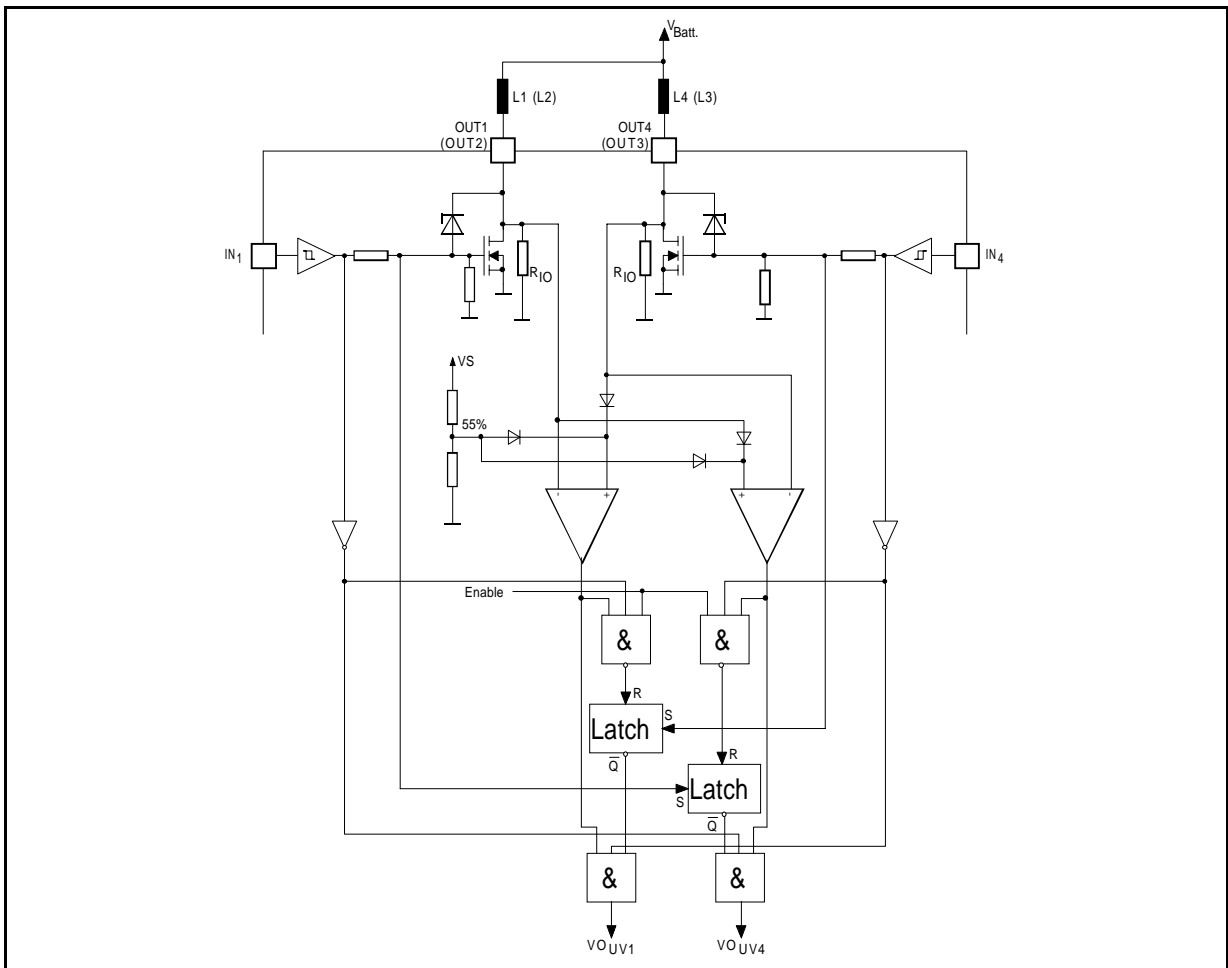 VBatt.
L1 (L2)
L4 (L3)
OUT1
(OUT2)
OUT4
(OUT3)
IN1
RIO
RIO
IN4
VS
55%
- +
+ -
Enable
&
&
R
Latch
S
Q
R
Latch
S
Q
&
&
VOUV1
VOUV4